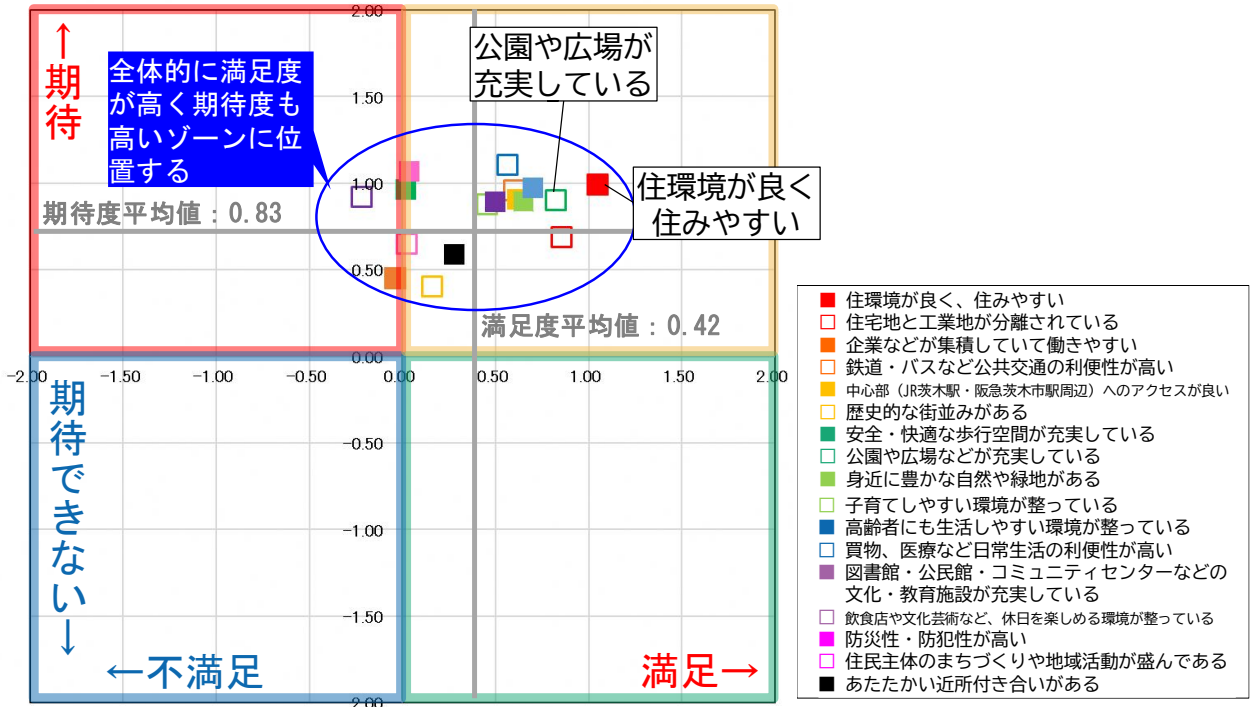 2.00
↑期待
全体的に満足度
が高く期待度も
高いゾーンに位
置する
公園や広場が
充実している
1.50
1.00
住環境が良く
住みやすい
期待度平均値：0.83
0.50
満足度平均値：0.42
0.00
-2.00 -1.50 -1.00 -0.50 0.00 0.50 1.00 1.50 2.00
期待できない↓
-0.50
-1.00
-1.50
←不満足
満足→
-2.00
住環境が良く、住みやすい
住宅地と工業地が分離されている
企業などが集積していて働きやすい
鉄道・バスなど公共交通の利便性が高い
中心部（JR茨木駅・阪急茨木市駅周辺）へのアクセスが良い
歴史的な街並みがある
安全・快適な歩行空間が充実している
公園や広場などが充実している
身近に豊かな自然や緑地がある
子育てしやすい環境が整っている
高齢者にも生活しやすい環境が整っている
買物、医療など日常生活の利便性が高い
図書館・公民館・コミュニティセンターなどの
文化・教育施設が充実している
飲食店や文化芸術など、休日を楽しめる環境が整っている
防災性・防犯性が高い
住民主体のまちづくりや地域活動が盛んである
あたたかい近所付き合いがある